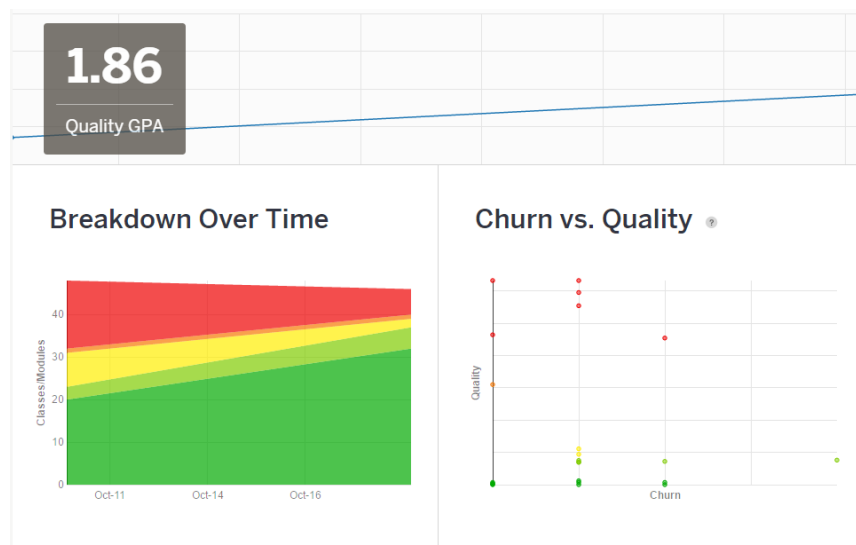 1.86
Quality GPA
Breakdown Over Time
Churn vs. Quality ?
40
30
20
10
0
Classes/Modules
Oct-11 Oct-14 Oct-16
Quality
Churn